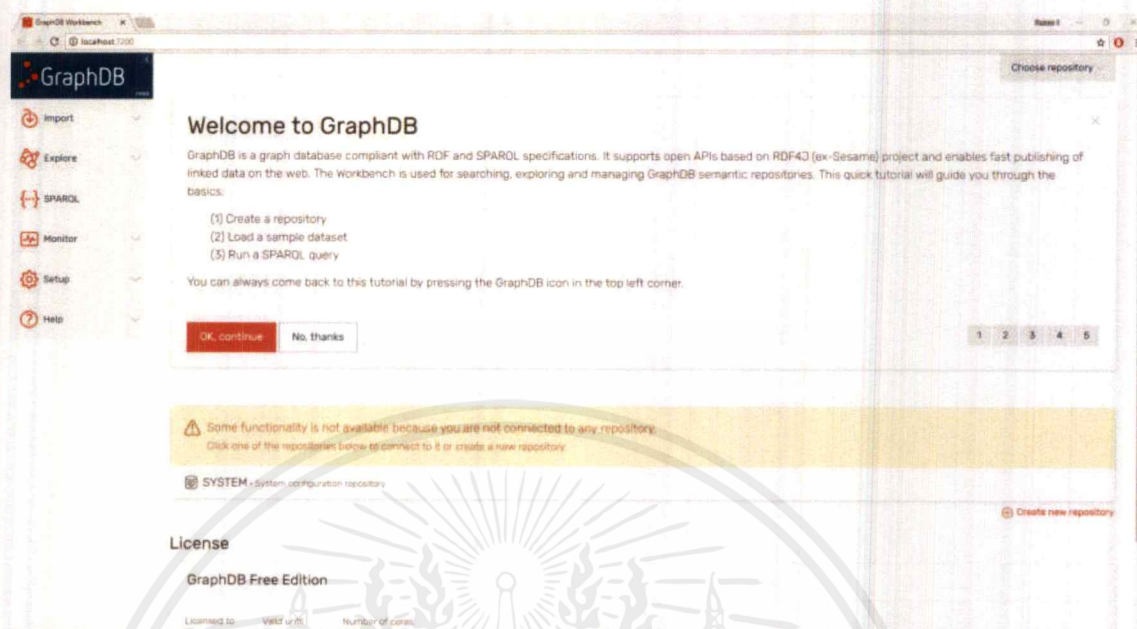 GraphDB Workbench
localhost:7200
GraphDB
Choose repository
Import
Explore
SPARQL
Monitor
Setup
Help
Welcome to GraphDB
GraphDB is a graph database compliant with RDF and SPARQL specifications. It supports open APIs based on RDF4J (ex-Sesame) project and enables fast publishing of
linked data on the web. The Workbench is used for searching, exploring and managing GraphDB semantic repositories. This quick tutorial will guide you through the
basics:
(1) Create a repository
(2) Load a sample dataset
(3) Run a SPARQL query
You can always come back to this tutorial by pressing the GraphDB icon in the top left corner.
OK, continue
No, thanks
1 2 3 4 5
Some functionality is not available because you are not connected to any repository.
Click one of the repositories below to connect to it or create a new repository.
SYSTEM - System configuration repository
Create new repository
License
GraphDB Free Edition
Licensed to Valid until Number of cores